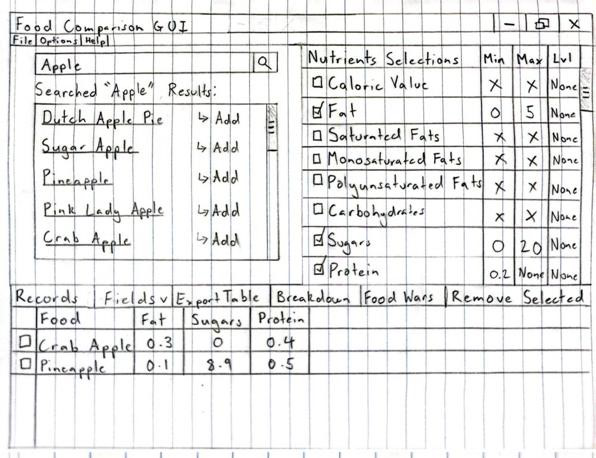 Food Comparison GUI
File Options Help
Apple
Searched "Apple" Results:
Dutch Apple Pie ↳ Add
Sugar Apple ↳ Add
Pineapple ↳ Add
Pink Lady Apple ↳ Add
Crab Apple ↳ Add
Nutrients Selections Min Max Lvl
Caloric Value X X None
Fat 0 5 None
Saturated Fats X X None
Monosaturated Fats X X None
Polyunsaturated Fats X X None
Carbohydrates X X None
Sugars 0 20 None
Protein 0.2 None None
Records Fields v Export Table Breakdown Food Wars Remove Selected
Food Fat Sugars Protein
Crab Apple 0.3 0 0.4
Pineapple 0.1 8.9 0.5